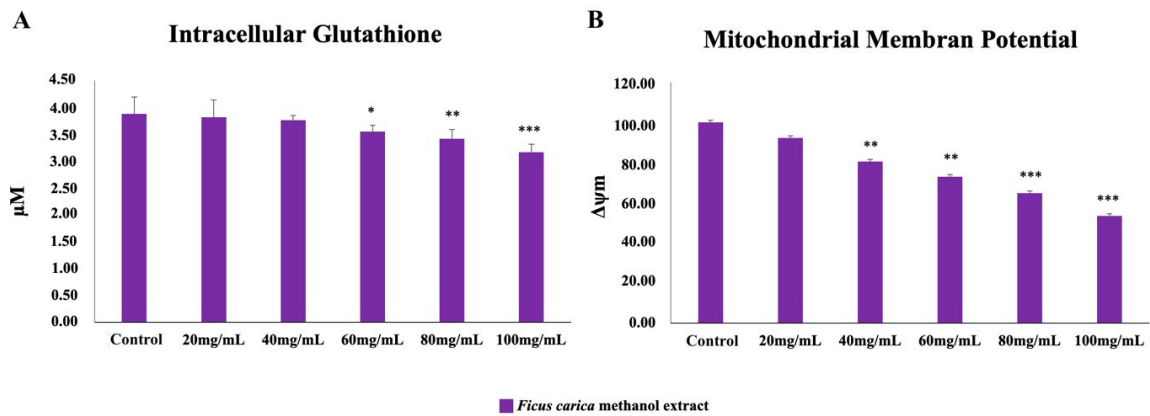 A
Intracellular Glutathione
4.50
4.00
3.50
3.00
2.50
2.00
1.50
1.00
0.50
0.00
µM
*
**
***
Control 20mg/mL 40mg/mL 60mg/mL 80mg/mL 100mg/mL
B
Mitochondrial Membran Potential
120.00
100.00
80.00
60.00
40.00
20.00
0.00
Δψm
**
**
***
***
Control 20mg/mL 40mg/mL 60mg/mL 80mg/mL 100mg/mL
Ficus carica methanol extract